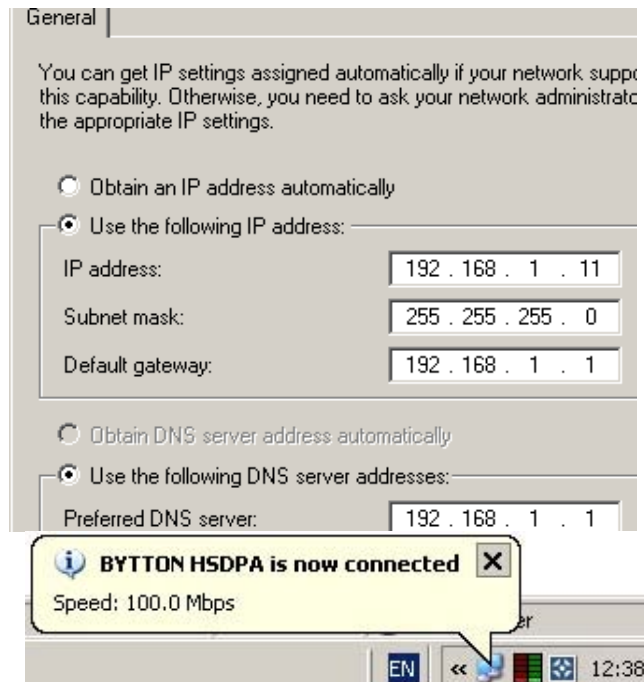 General
You can get IP settings assigned automatically if your network suppo
this capability. Otherwise, you need to ask your network administrato
the appropriate IP settings.
Obtain an IP address automatically
Use the following IP address:
IP address: 192 . 168 . 1 . 11
Subnet mask: 255 . 255 . 255 . 0
Default gateway: 192 . 168 . 1 . 1
Obtain DNS server address automatically
Use the following DNS server addresses:
Preferred DNS server: 192 . 168 . 1 . 1
BYTTON HSDPA is now connected
Speed: 100.0 Mbps
er
EN « 12:38